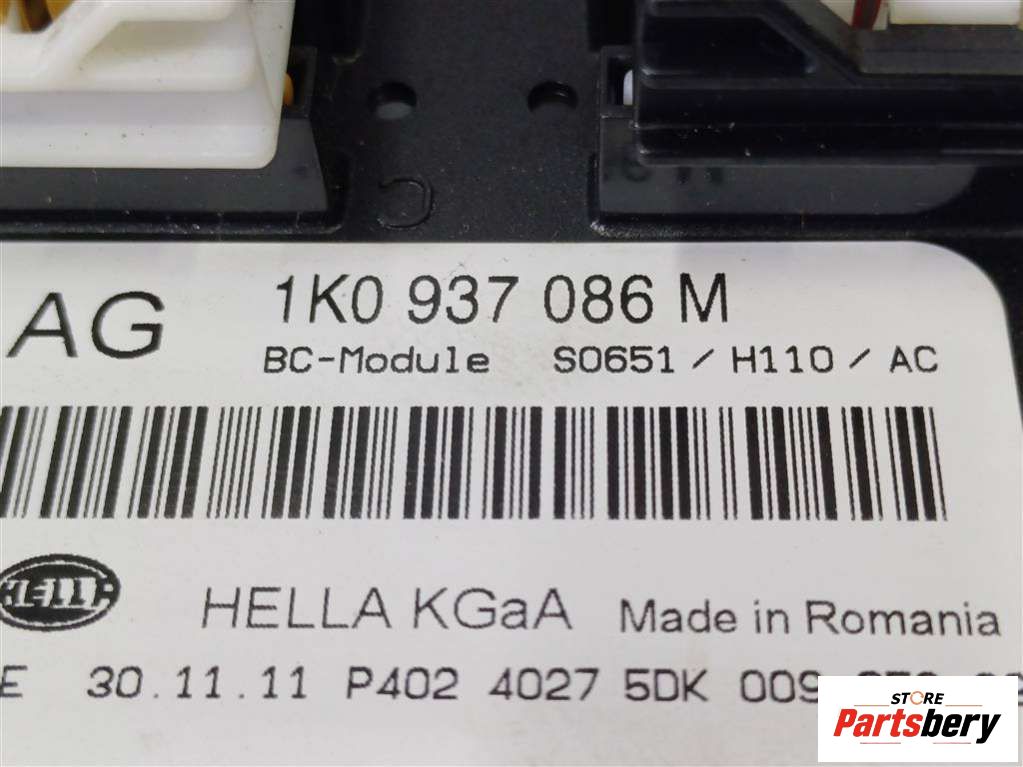 AG 1K0 937 086 M
BC-Module S0651 / H110 / AC
HELLA
HELLA KGaA Made in Romania
E 30.11.11 P402 4027 5DK 009
STORE
Partsbery